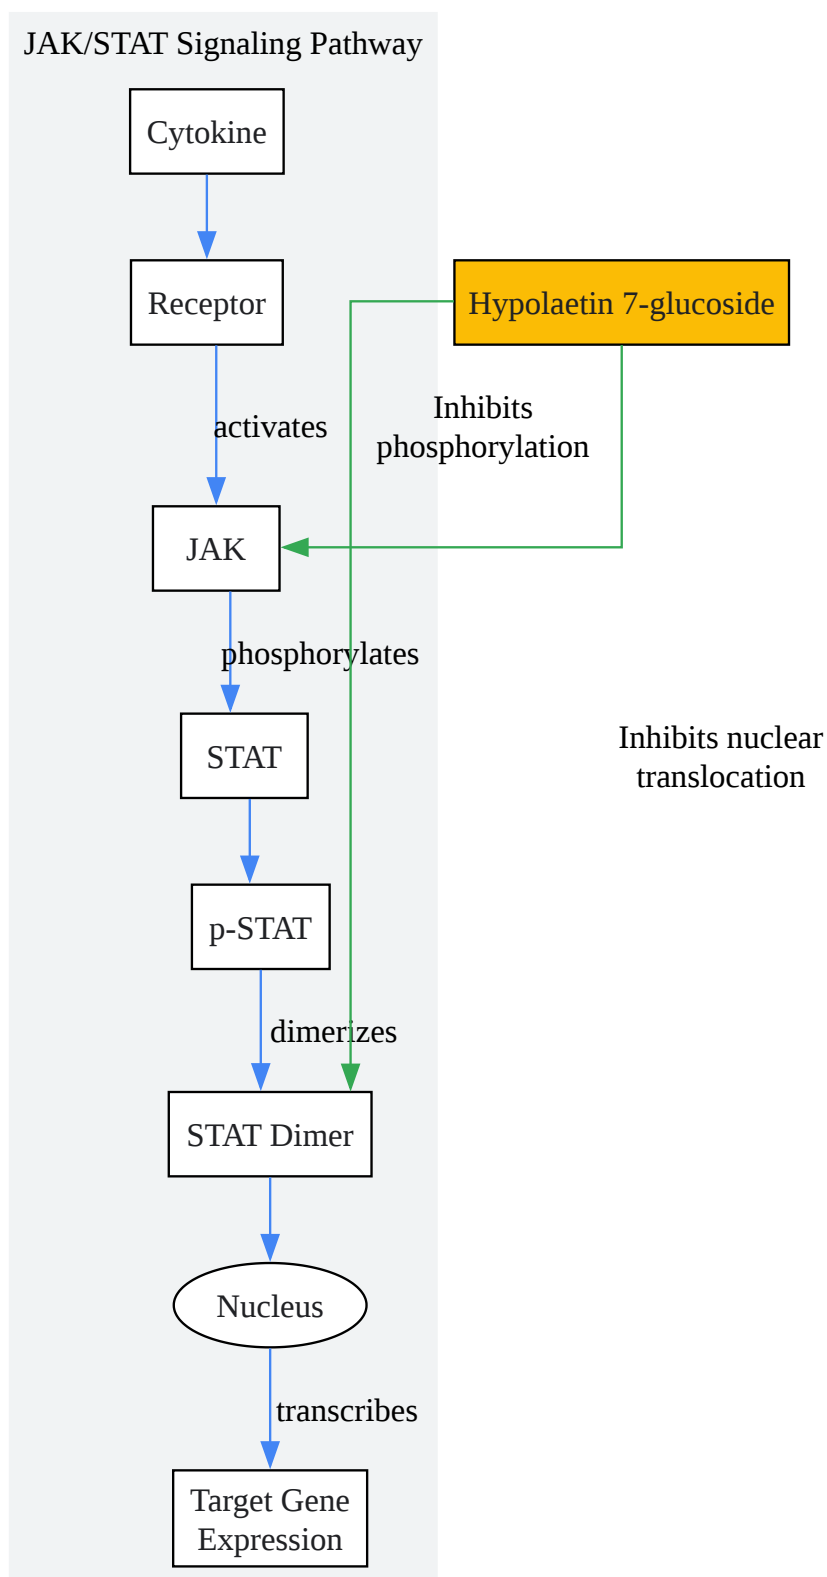 JAK/STAT Signaling Pathway
Cytokine
Receptor
Hypolaetin 7-glucoside
activates
Inhibits
phosphorylation
JAK
phosphorylates
STAT
Inhibits nuclear
translocation
p-STAT
dimerizes
STAT Dimer
Nucleus
transcribes
Target Gene
Expression